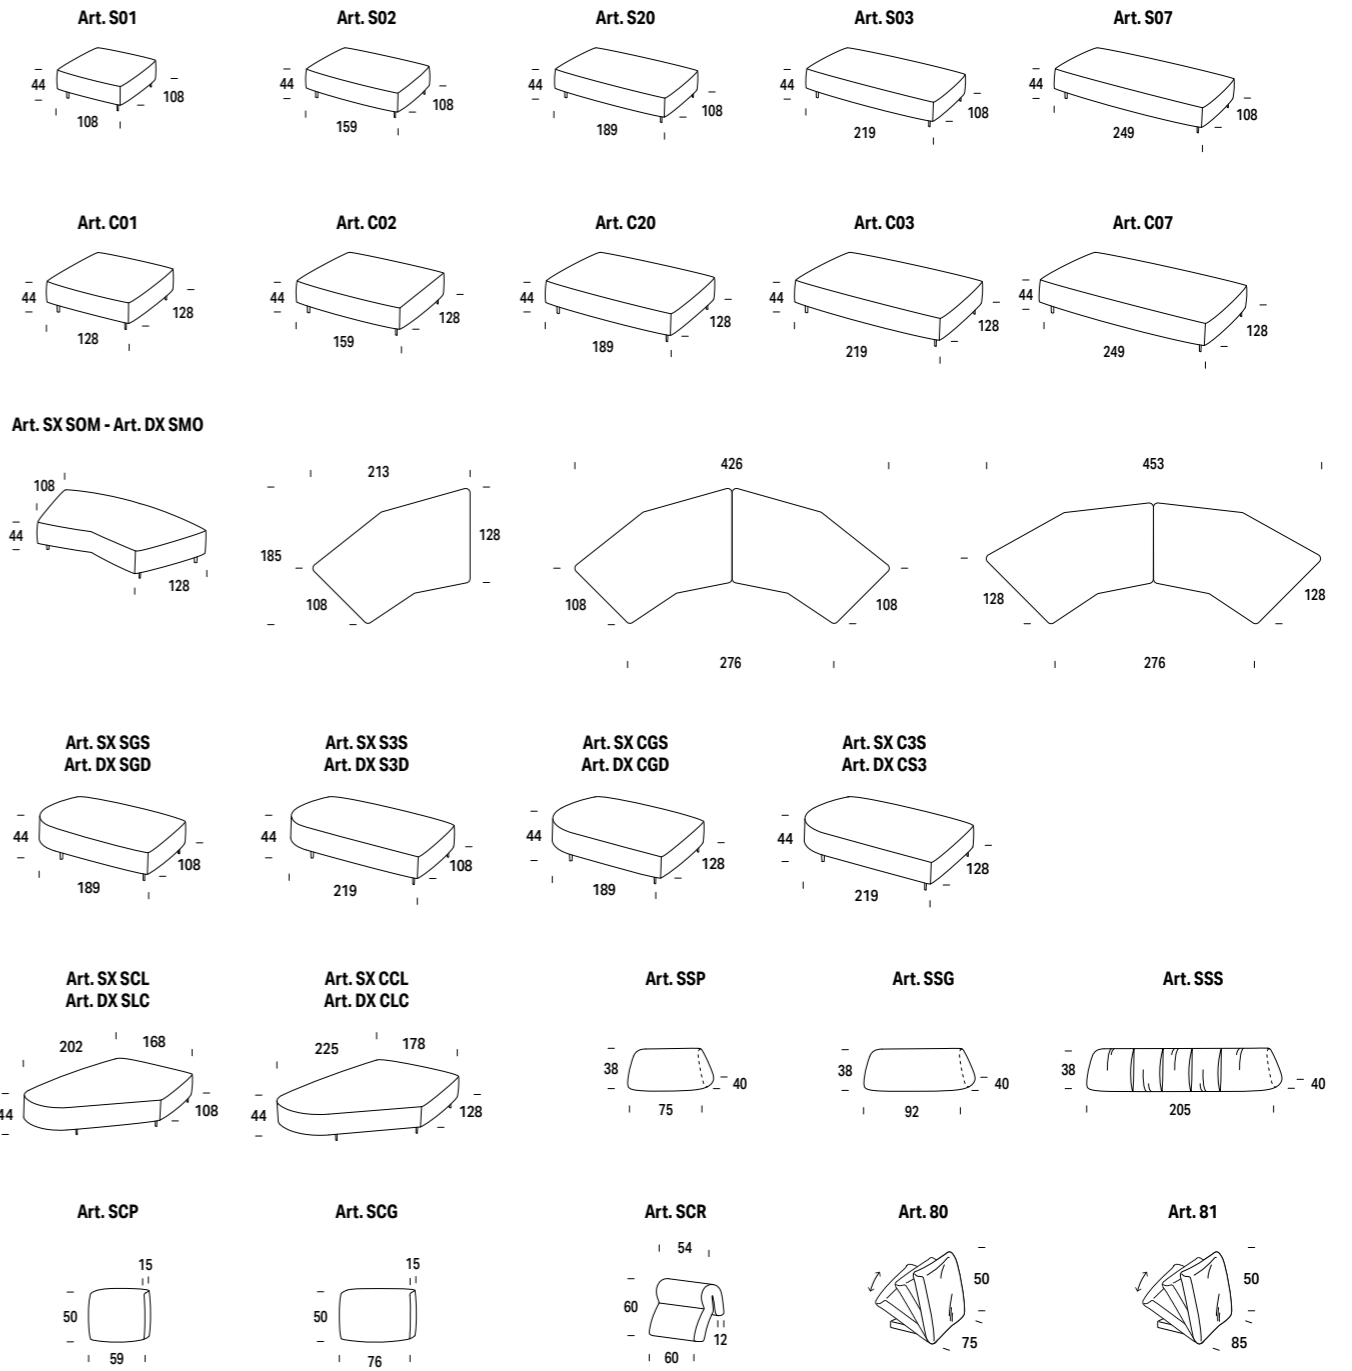 Art. S01
Art. S02
Art. S20
Art. S03
Art. S07
44
108
108
44
159
108
44
189
108
44
219
108
44
249
108
Art. C01
Art. C02
Art. C20
Art. C03
Art. C07
44
128
128
44
159
128
44
189
128
44
219
128
44
249
128
Art. SX SOM - Art. DX SMO
108
44
128
213
185
128
108
426
108
108
276
453
128
128
276
Art. SX SGS
Art. DX SGD
Art. SX S3S
Art. DX S3D
Art. SX CGS
Art. DX CGD
Art. SX C3S
Art. DX CS3
44
189
108
44
219
108
44
189
128
44
219
128
Art. SX SCL
Art. DX SLC
Art. SX CCL
Art. DX CLC
Art. SSP
Art. SSG
Art. SSS
202
168
44
108
225
178
44
128
38
75
40
38
92
40
38
205
40
Art. SCP
Art. SCG
Art. SCR
Art. 80
Art. 81
15
50
59
15
50
76
54
60
60
12
50
75
50
85